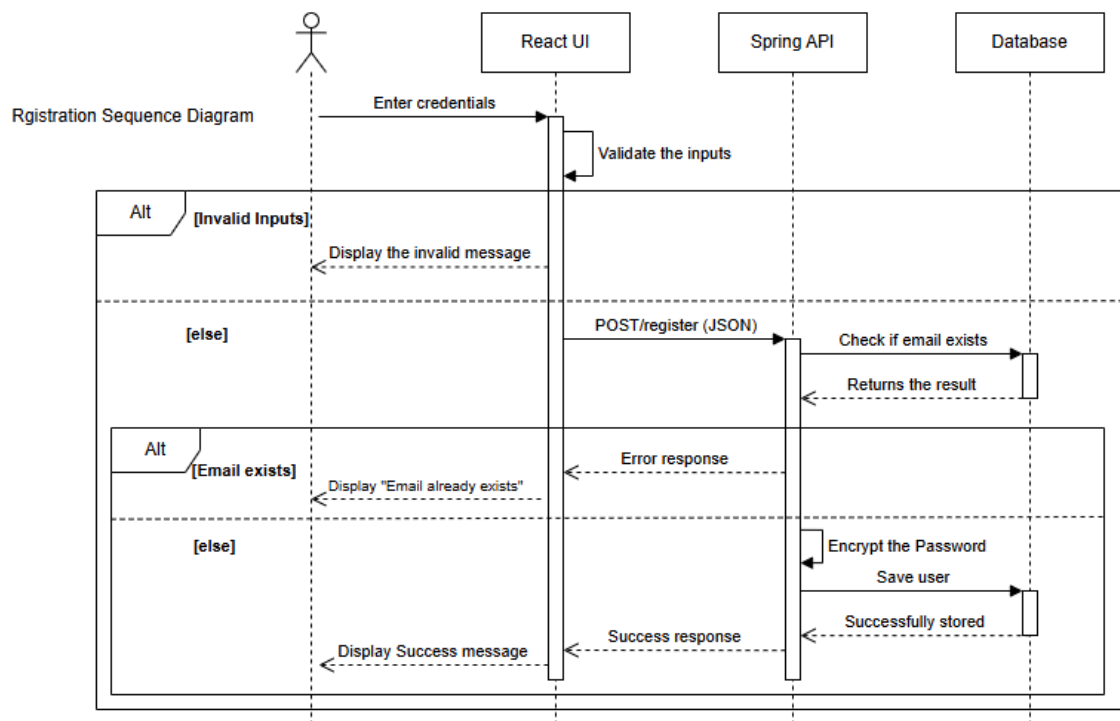 React UI
Spring API
Database
Rgistration Sequence Diagram
Enter credentials
Validate the inputs
Alt
[Invalid Inputs]
Display the invalid message
[else]
POST/register (JSON)
Check if email exists
Returns the result
Alt
[Email exists]
Error response
Display "Email already exists"
[else]
Encrypt the Password
Save user
Successfully stored
Success response
Display Success message